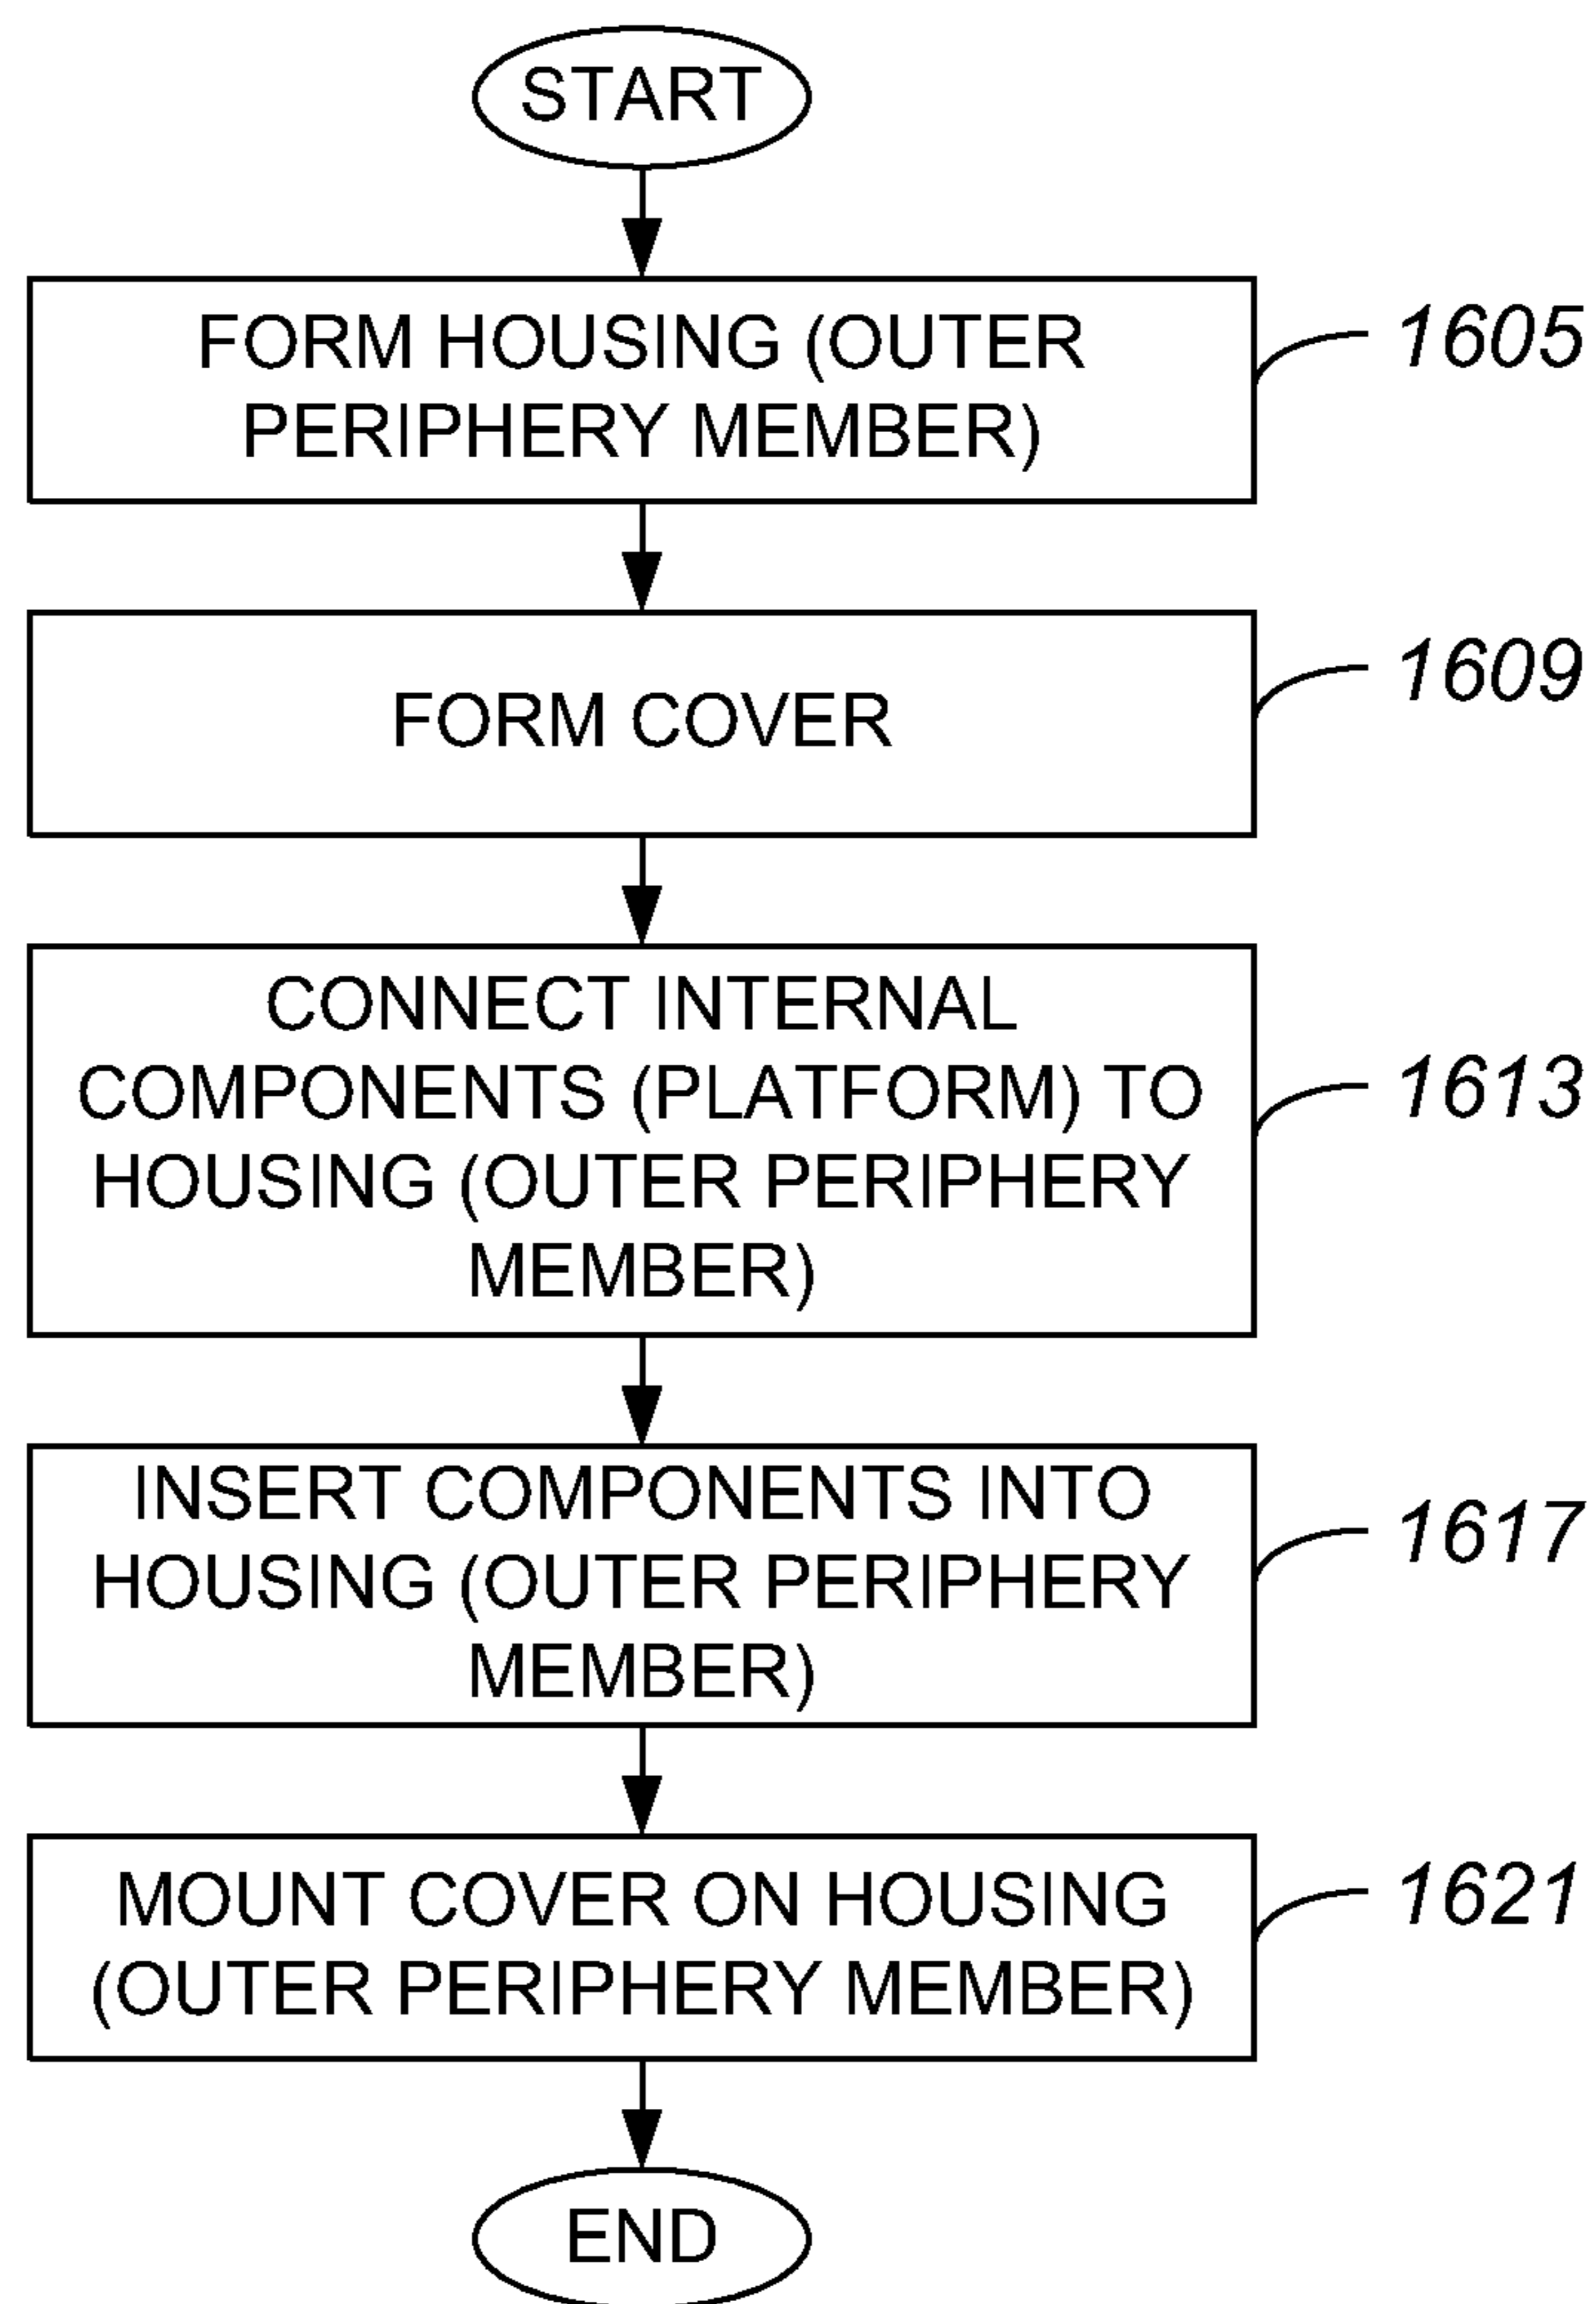 START
FORM HOUSING (OUTER
PERIPHERY MEMBER)
1605
FORM COVER
1609
CONNECT INTERNAL
COMPONENTS (PLATFORM) TO
HOUSING (OUTER PERIPHERY
MEMBER)
1613
INSERT COMPONENTS INTO
HOUSING (OUTER PERIPHERY
MEMBER)
1617
MOUNT COVER ON HOUSING
(OUTER PERIPHERY MEMBER)
1621
END